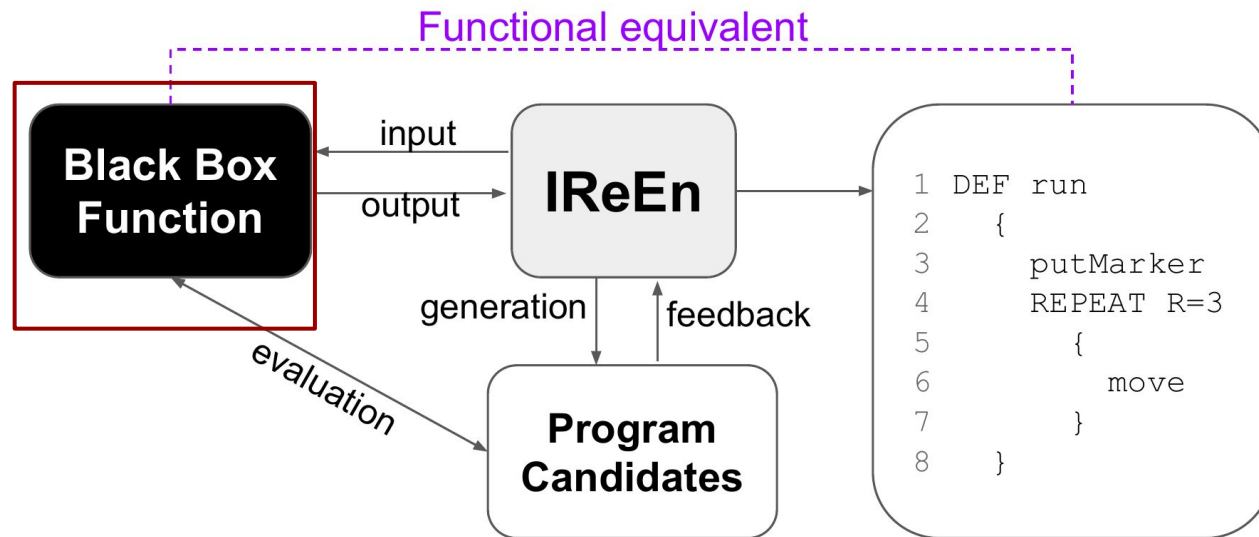 Functional equivalent
Black Box
Function
input
output
IReEn
generation
feedback
evaluation
Program
Candidates
1 DEF run
2 {
3 putMarker
4 REPEAT R=3
5 {
6 move
7 }
8 }